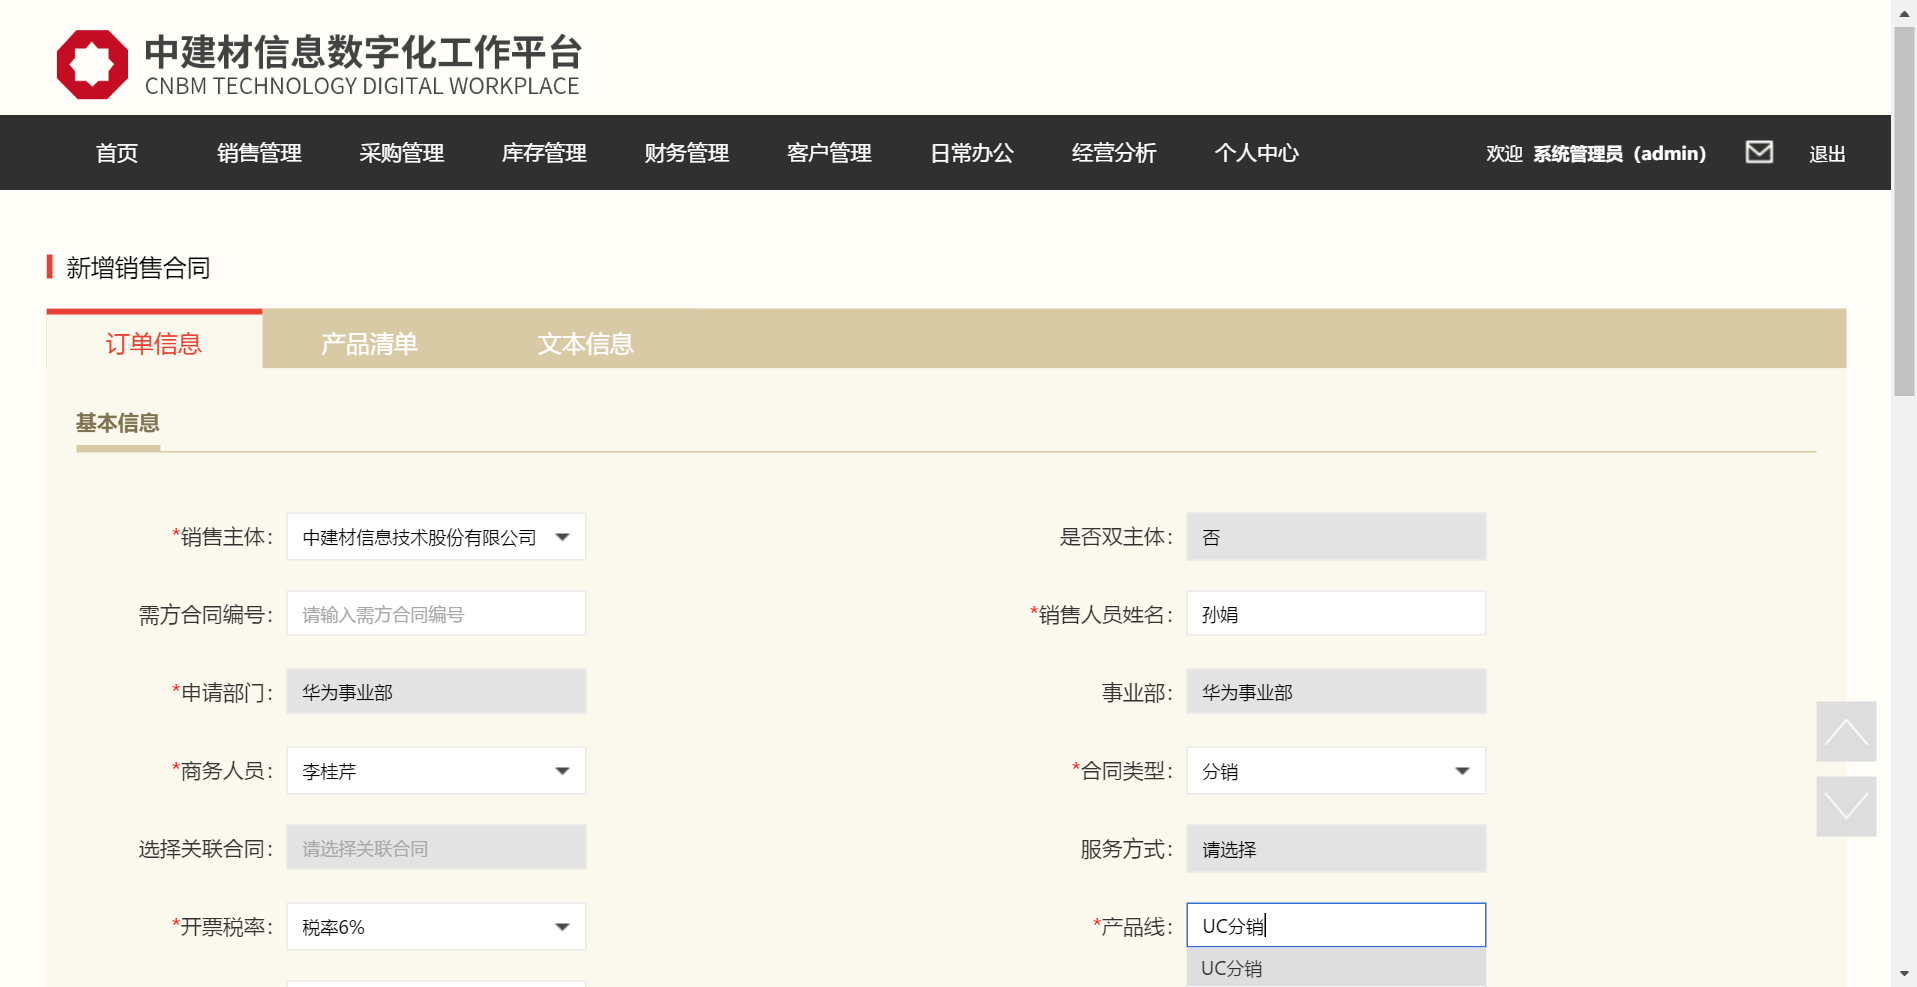 中建材信息数字化工作平台
CNBM TECHNOLOGY DIGITAL WORKPLACE
首页 销售管理 采购管理 库存管理 财务管理 客户管理 日常办公 经营分析 个人中心 欢迎 系统管理员（admin） 退出
新增销售合同
订单信息 产品清单 文本信息
基本信息
*销售主体： 中建材信息技术股份有限公司 是否双主体： 否
需方合同编号： 请输入需方合同编号 *销售人员姓名： 孙娟
*申请部门： 华为事业部 事业部： 华为事业部
*商务人员： 李桂芹 *合同类型： 分销
选择关联合同： 请选择关联合同 服务方式： 请选择
*开票税率： 税率6% *产品线： UC分销
UC分销